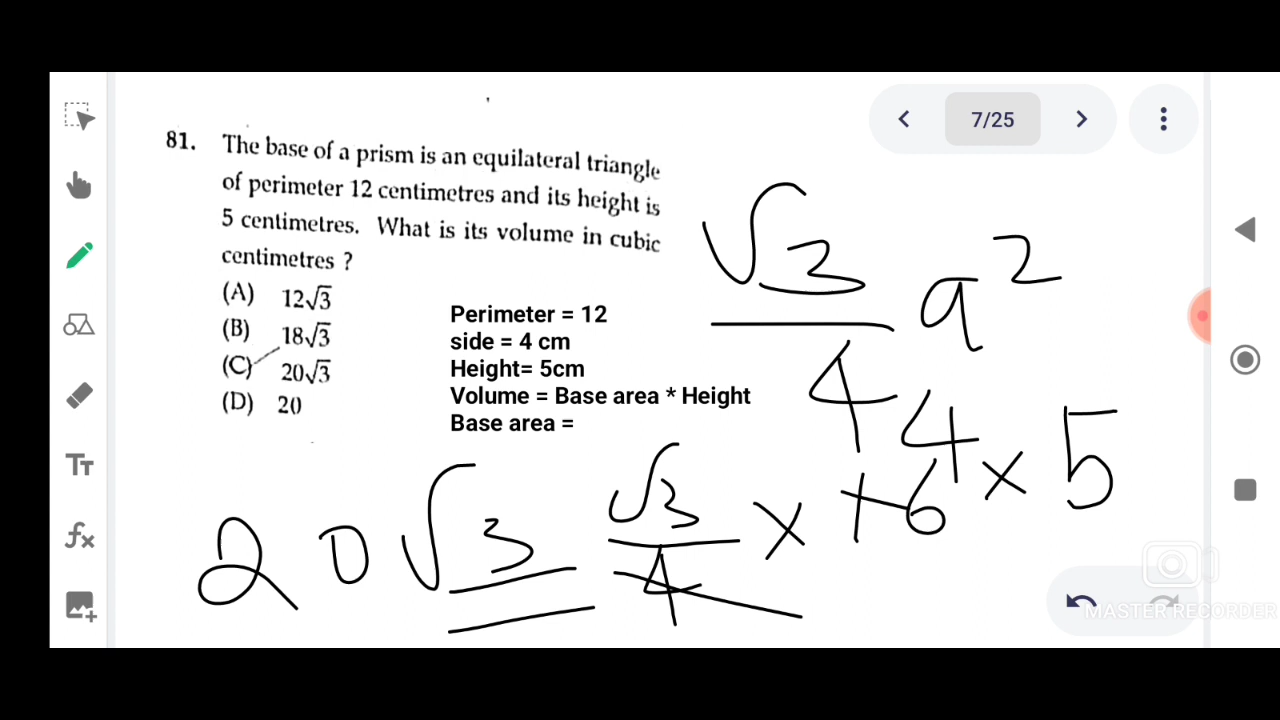 7/25
81. The base of a prism is an equilateral triangle
of perimeter 12 centimetres and its height is
5 centimetres. What is its volume in cubic
centimetres ?
(A) 12√3
(B) 18√3
(C) 20√3
(D) 20
Perimeter = 12
side = 4 cm
Height= 5cm
Volume = Base area * Height
Base area =
√3/4 a²
√3/4 × 16 4 × 5
20√3
Tт
fx
MASTER RECORDER